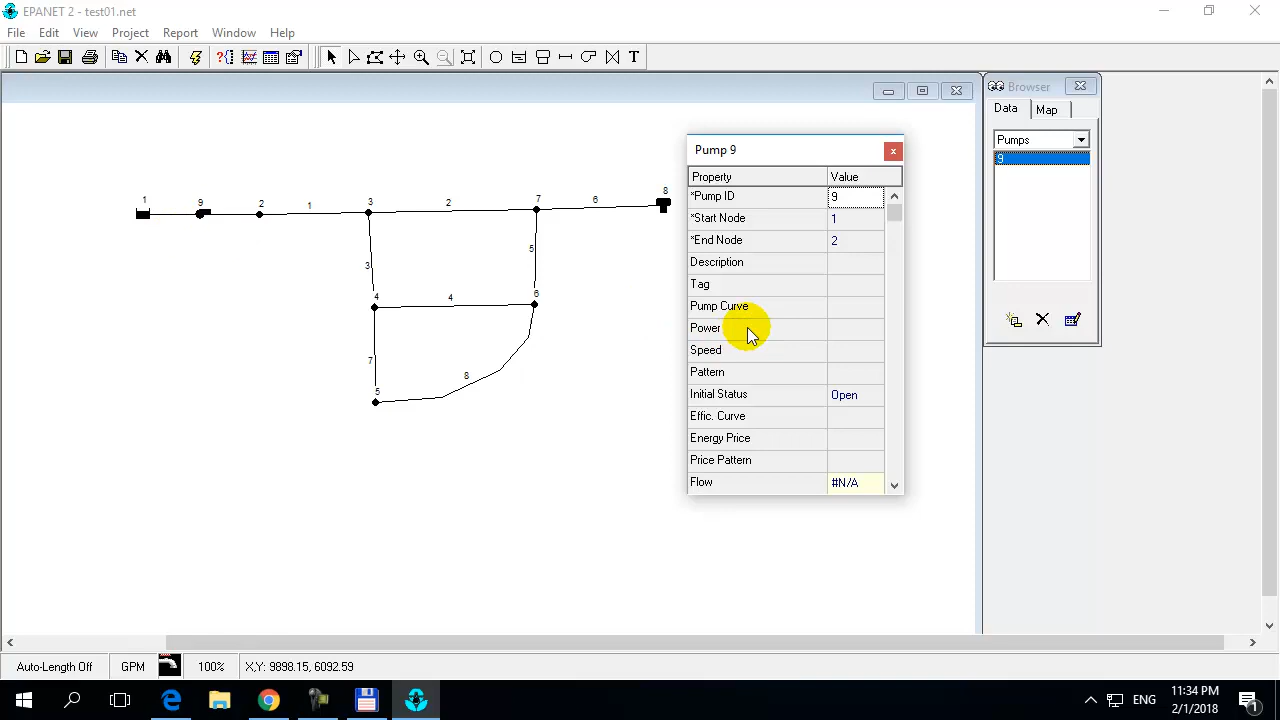 EPANET 2 - test01.net
File Edit View Project Report Window Help
T
Browser
Data Map
Pumps
9
Pump 9
Property Value
*Pump ID 9
*Start Node 1
*End Node 2
Description
Tag
Pump Curve
Power
Speed
Pattern
Initial Status Open
Effic. Curve
Energy Price
Price Pattern
Flow #N/A
1 9 2 1 3 2 7 6 8
3 5
4 4 6
7 8
5
Auto-Length Off GPM 100% X,Y: 9898.15, 6092.59
ENG
11:34 PM
2/1/2018
1